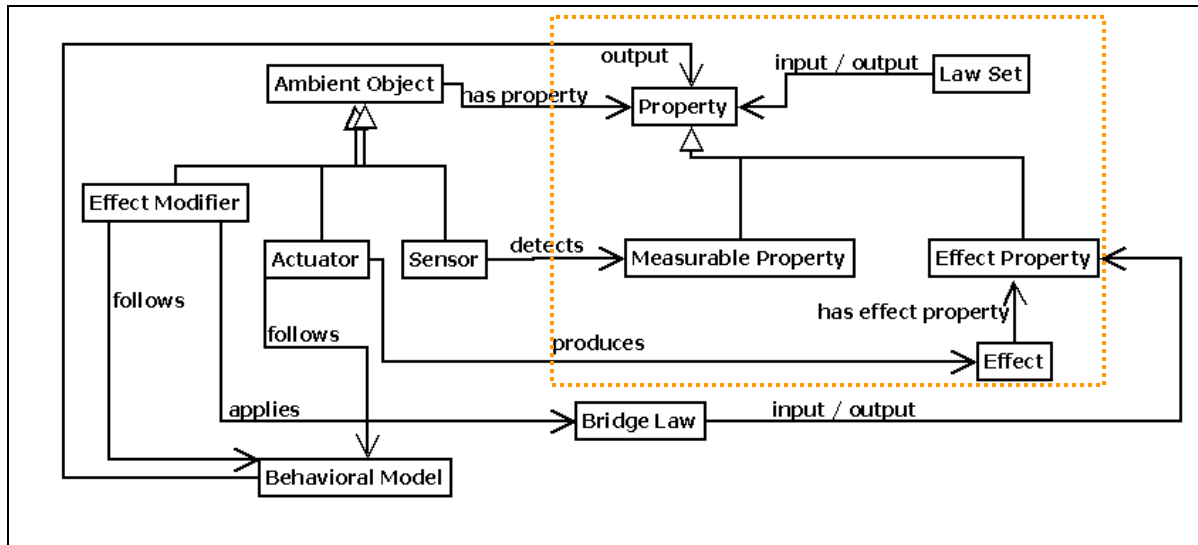 output
input / output
Law Set
Ambient Object
has property
Property
Effect Modifier
Actuator
Sensor
detects
Measurable Property
Effect Property
follows
has effect property
follows
produces
Effect
applies
Bridge Law
input / output
Behavioral Model